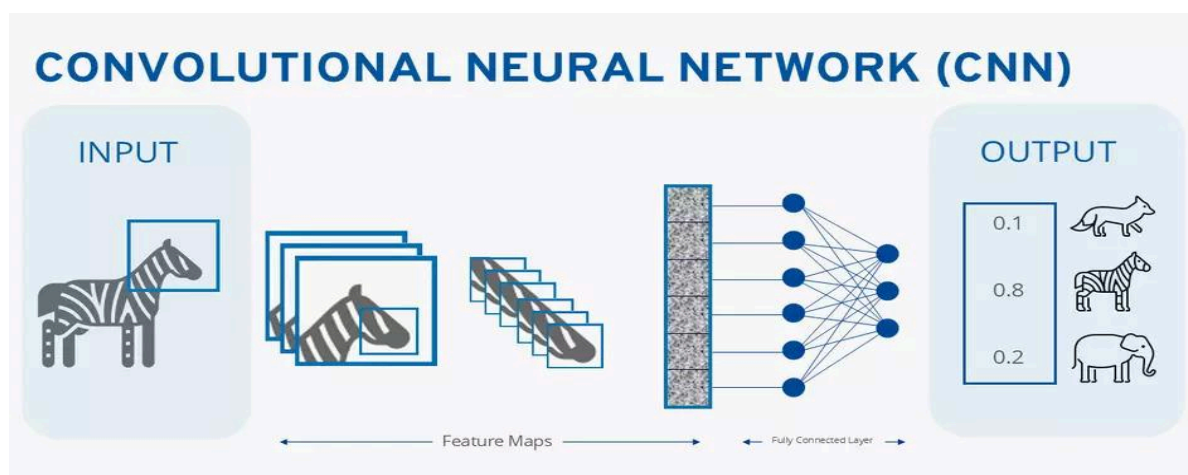 CONVOLUTIONAL NEURAL NETWORK (CNN)
INPUT
OUTPUT
0.1
0.8
0.2
Feature Maps
Fully Connected Layer